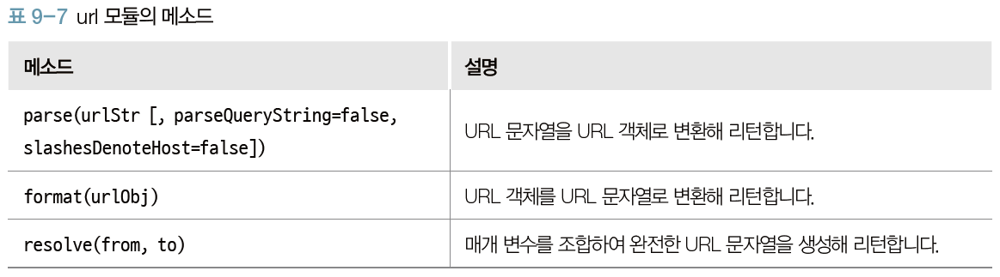 표 9-7 url 모듈의 메소드
메소드 설명
parse(urlStr [, parseQueryString=false,
slashesDenoteHost=false])
URL 문자열을 URL 객체로 변환해 리턴합니다.
format(urlObj) URL 객체를 URL 문자열로 변환해 리턴합니다.
resolve(from, to) 매개 변수를 조합하여 완전한 URL 문자열을 생성해 리턴합니다.